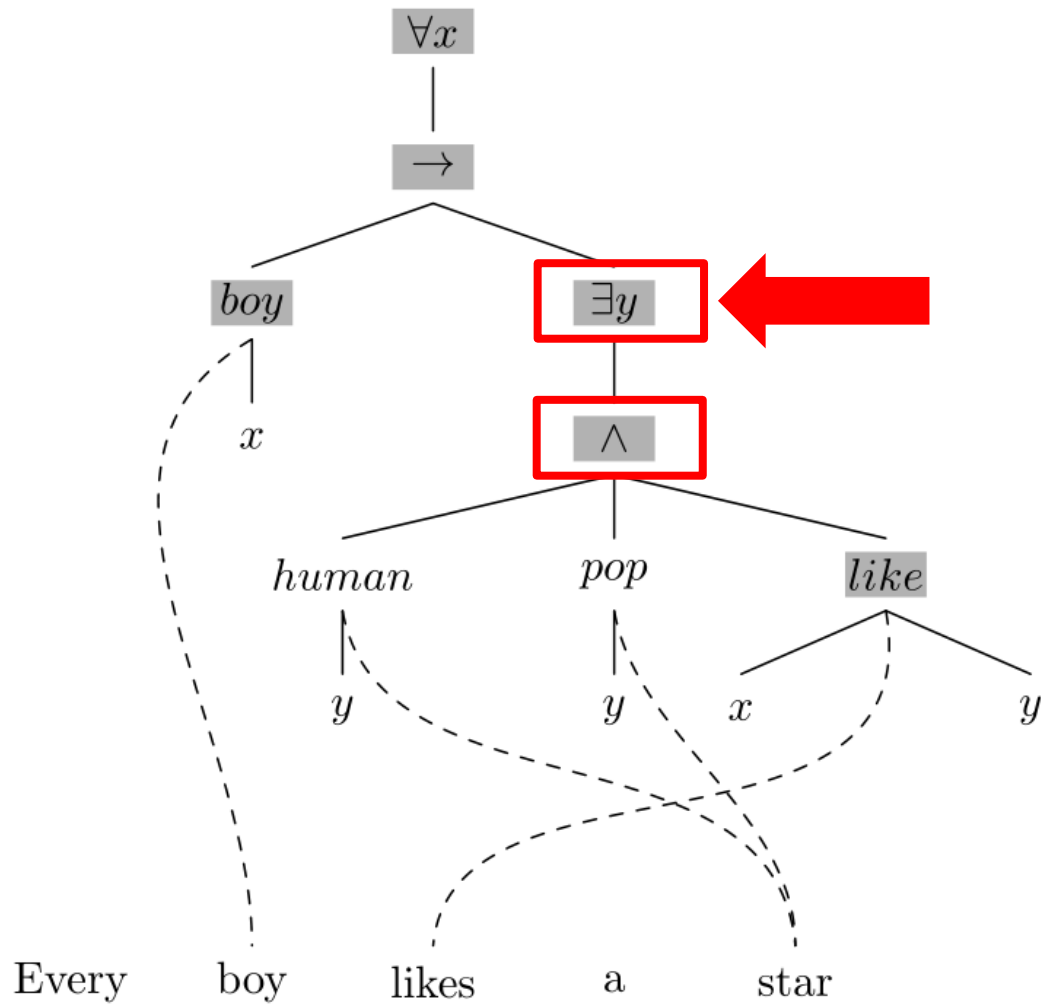 ∀x
→
boy ∃y
x ∧
human pop like
y y x y
Every boy likes a star